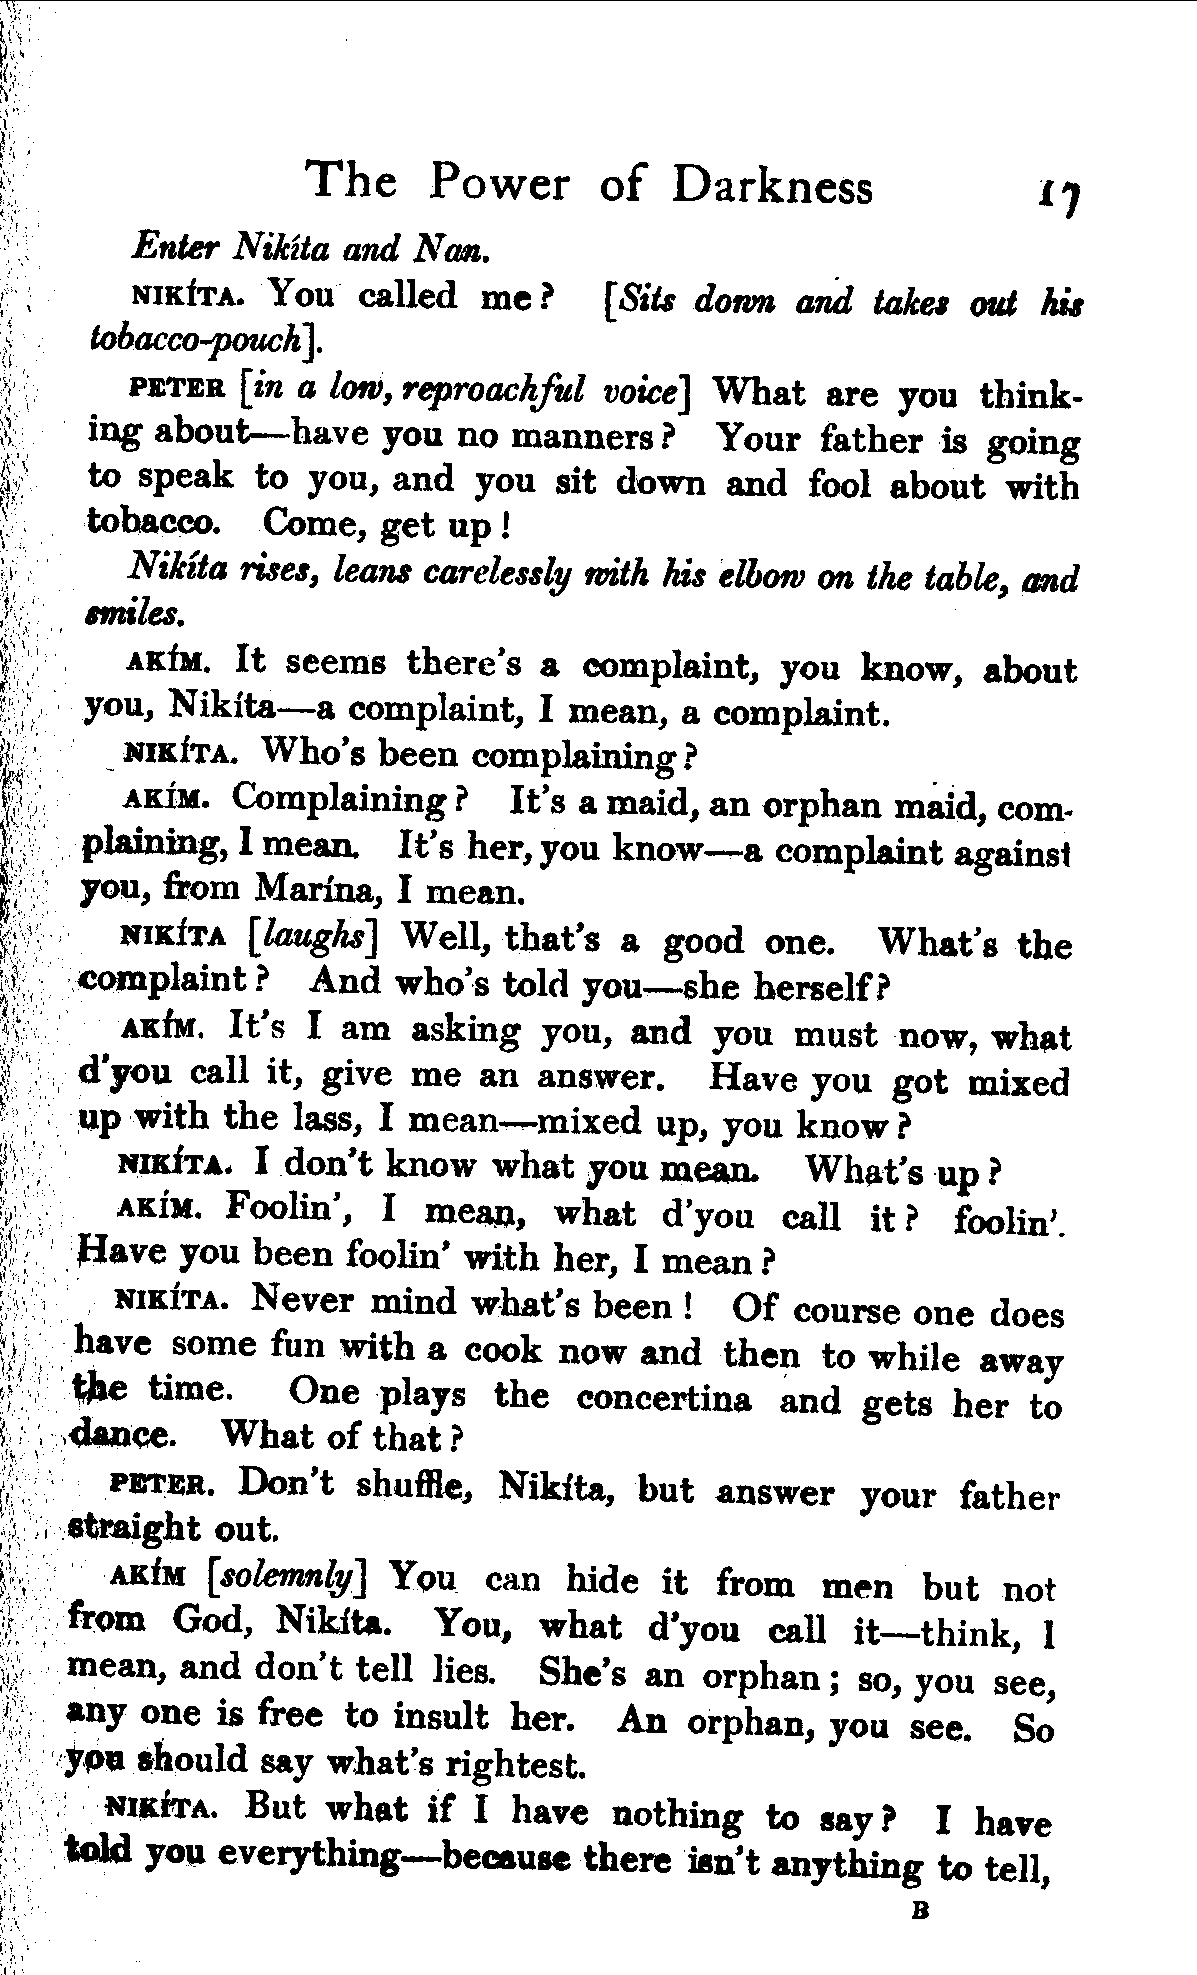 The Power of Darkness 17
Enter Nikíta and Nan.
NIKÍTA. You called me? [Sits down and takes out his
tobacco-pouch].
PETER [in a low, reproachful voice] What are you think-
ing about—have you no manners? Your father is going
to speak to you, and you sit down and fool about with
tobacco. Come, get up!
Nikíta rises, leans carelessly with his elbow on the table, and
smiles.
AKÍM. It seems there's a complaint, you know, about
you, Nikíta—a complaint, I mean, a complaint.
NIKÍTA. Who's been complaining?
AKÍM. Complaining? It's a maid, an orphan maid, com-
plaining, I mean. It's her, you know—a complaint against
you, from Marína, I mean.
NIKÍTA [laughs] Well, that's a good one. What's the
complaint? And who's told you—she herself?
AKÍM. It's I am asking you, and you must now, what
d'you call it, give me an answer. Have you got mixed
up with the lass, I mean—mixed up, you know?
NIKÍTA. I don't know what you mean. What's up?
AKÍM. Foolin', I mean, what d'you call it? foolin'.
Have you been foolin' with her, I mean?
NIKÍTA. Never mind what's been! Of course one does
have some fun with a cook now and then to while away
the time. One plays the concertina and gets her to
dance. What of that?
PETER. Don't shuffle, Nikíta, but answer your father
straight out.
AKÍM [solemnly] You can hide it from men but not
from God, Nikíta. You, what d'you call it—think, I
mean, and don't tell lies. She's an orphan; so, you see,
any one is free to insult her. An orphan, you see. So
you should say what's rightest.
NIKÍTA. But what if I have nothing to say? I have
told you everything—because there isn't anything to tell,
B